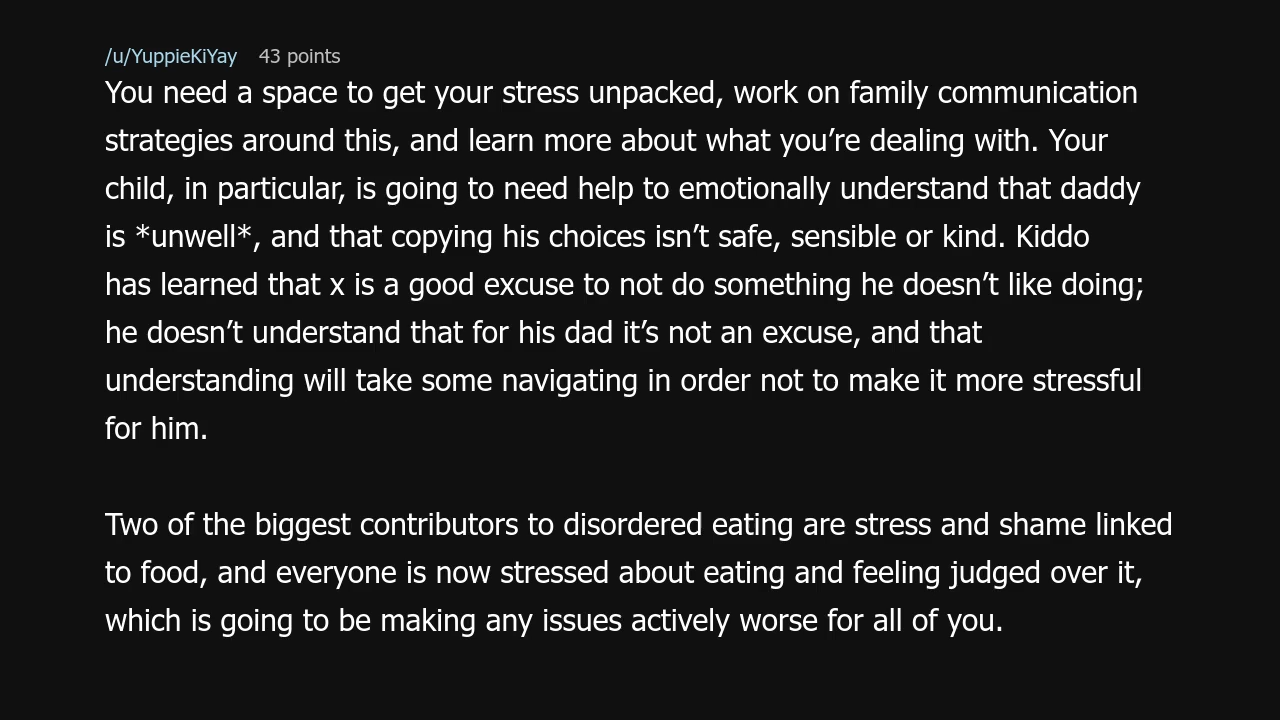 /u/YuppieKiYay 43 points
You need a space to get your stress unpacked, work on family communication
strategies around this, and learn more about what you’re dealing with. Your
child, in particular, is going to need help to emotionally understand that daddy
is *unwell*, and that copying his choices isn’t safe, sensible or kind. Kiddo
has learned that x is a good excuse to not do something he doesn’t like doing;
he doesn’t understand that for his dad it’s not an excuse, and that
understanding will take some navigating in order not to make it more stressful
for him.
Two of the biggest contributors to disordered eating are stress and shame linked
to food, and everyone is now stressed about eating and feeling judged over it,
which is going to be making any issues actively worse for all of you.